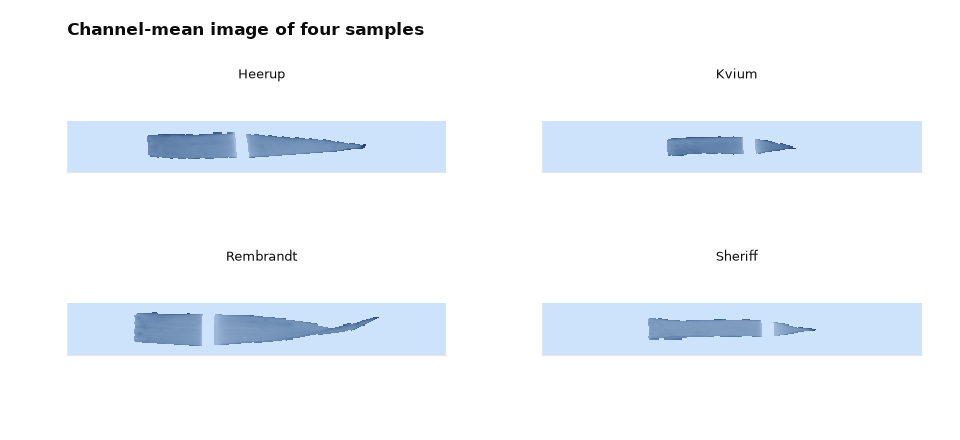 Channel-mean image of four samples
Heerup
Kvium
Rembrandt
Sheriff